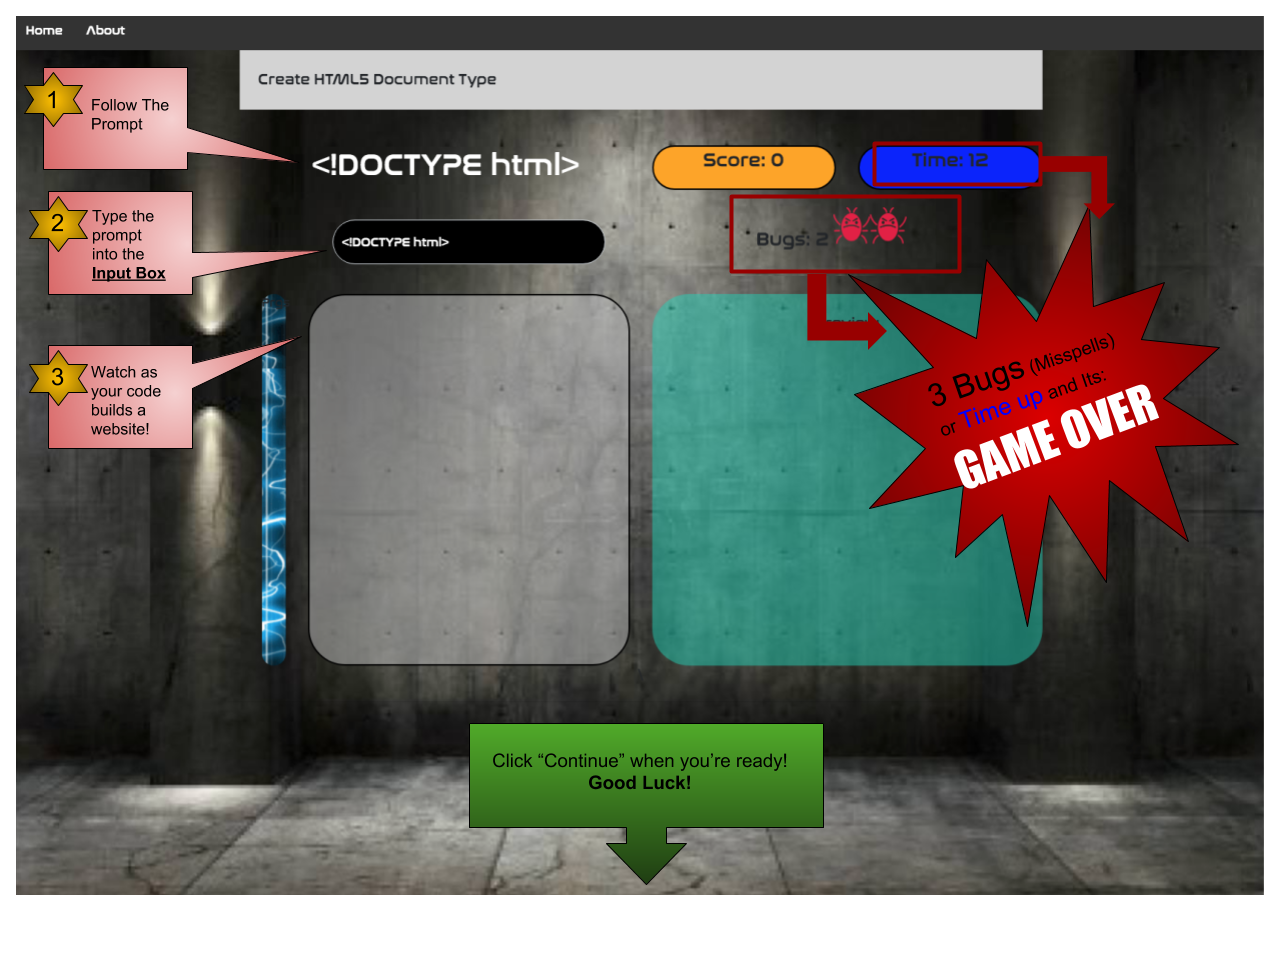 Home About
Create HTML5 Document Type
1
Follow The
Prompt
<!DOCTYPE html>
Score: 0
Time: 12
2
Type the
prompt
into the
Input Box
<!DOCTYPE html>
Bugs: 2
3
Watch as
your code
builds a
website!
3 Bugs (Misspells)
or Time up and Its:
GAME OVER
Click “Continue” when you're ready!
Good Luck!